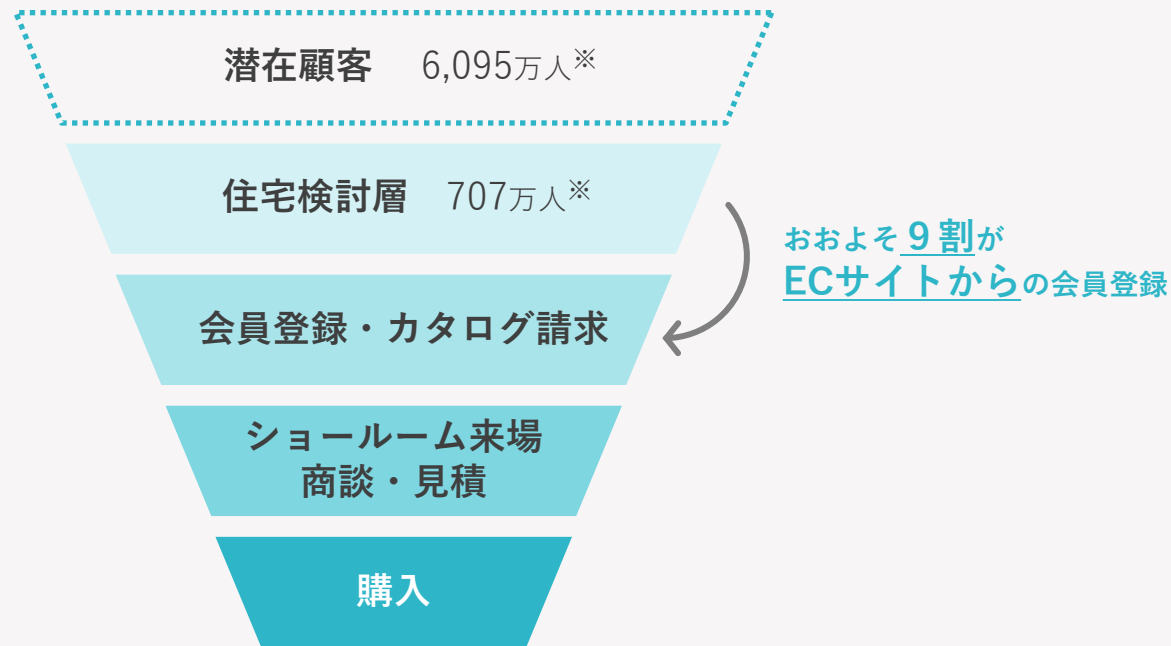 潜在顧客 6,095万人※
住宅検討層 707万人※
おおよそ９割が
ECサイトからの会員登録
会員登録・カタログ請求
ショールーム来場
商談・見積
購入